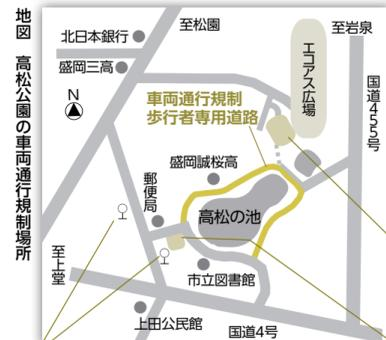 地図　高松公園の車両通行規制場所
至松園
至岩泉
北日本銀行
盛岡三高
エコアス広場
国道455号
N
車両通行規制
歩行者専用道路
盛岡誠桜高
郵便局
高松の池
至上堂
市立図書館
上田公民館
国道4号